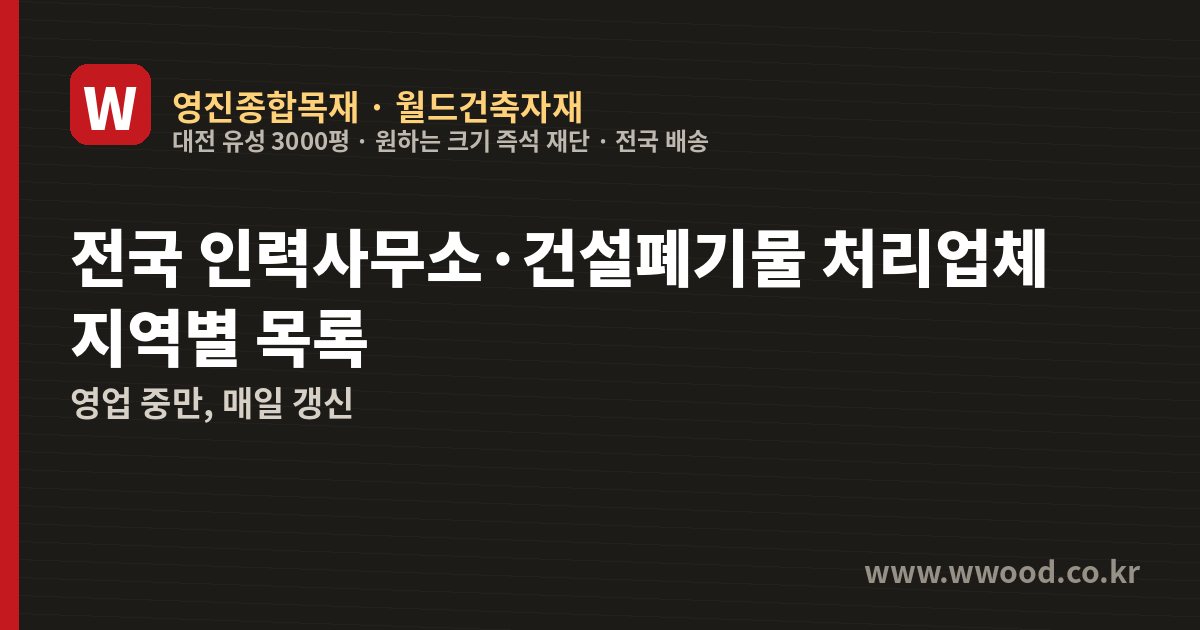 W
영진종합목재 · 월드건축자재
대전 유성 3000평 · 원하는 크기 즉석 재단 · 전국 배송
전국 인력사무소·건설폐기물 처리업체
지역별 목록
영업 중만, 매일 갱신
www.wwood.co.kr